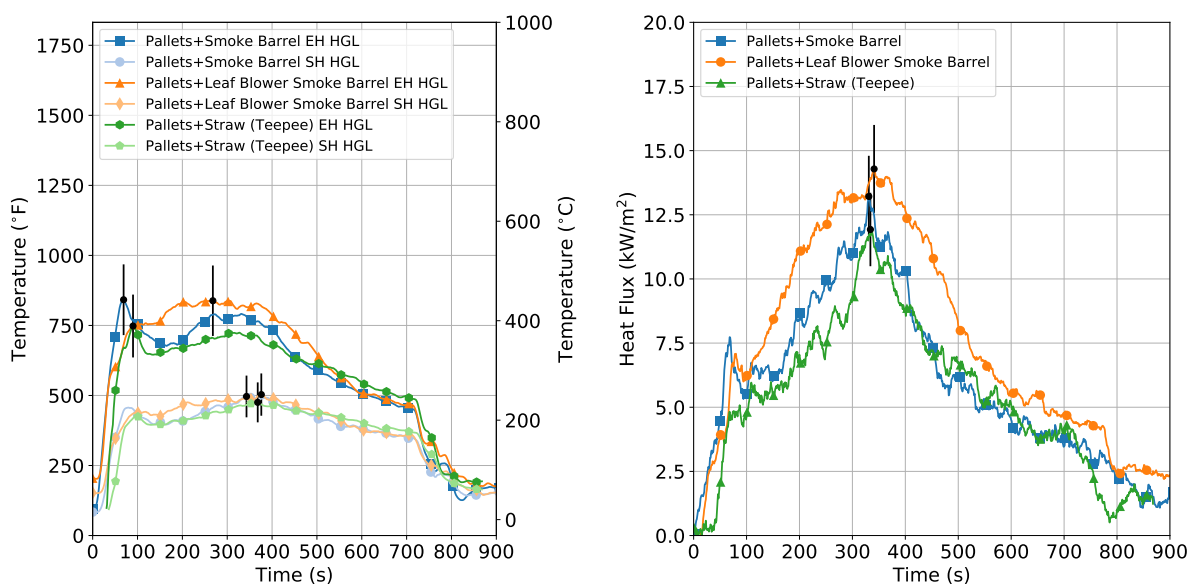 Pallets+Smoke Barrel EH HGL
Pallets+Smoke Barrel SH HGL
Pallets+Leaf Blower Smoke Barrel EH HGL
Pallets+Leaf Blower Smoke Barrel SH HGL
Pallets+Straw (Teepee) EH HGL
Pallets+Straw (Teepee) SH HGL
Temperature (°F)
1750
1500
1250
1000
750
500
250
0
0 100 200 300 400 500 600 700 800 900
Time (s)
1000
800
600
400
200
0
Temperature (°C)
Pallets+Smoke Barrel
Pallets+Leaf Blower Smoke Barrel
Pallets+Straw (Teepee)
Heat Flux (kW/m²)
20.0
17.5
15.0
12.5
10.0
7.5
5.0
2.5
0.0
0 100 200 300 400 500 600 700 800 900
Time (s)